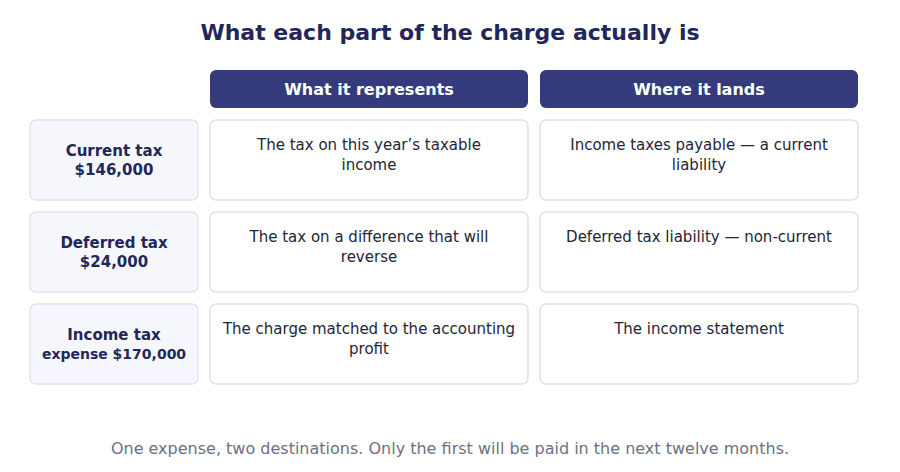 What each part of the charge actually is
What it represents
Where it lands
Current tax
$146,000
The tax on this year’s taxable
income
Income taxes payable — a current
liability
Deferred tax
$24,000
The tax on a difference that will
reverse
Deferred tax liability — non-current
Income tax
expense $170,000
The charge matched to the accounting
profit
The income statement
One expense, two destinations. Only the first will be paid in the next twelve months.